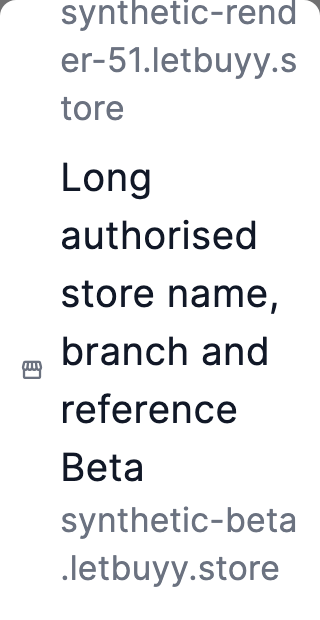 synthetic-rend
er-51.letbuyy.s
tore
Long
authorised
store name,
branch and
reference
Beta
synthetic-beta
.letbuyy.store